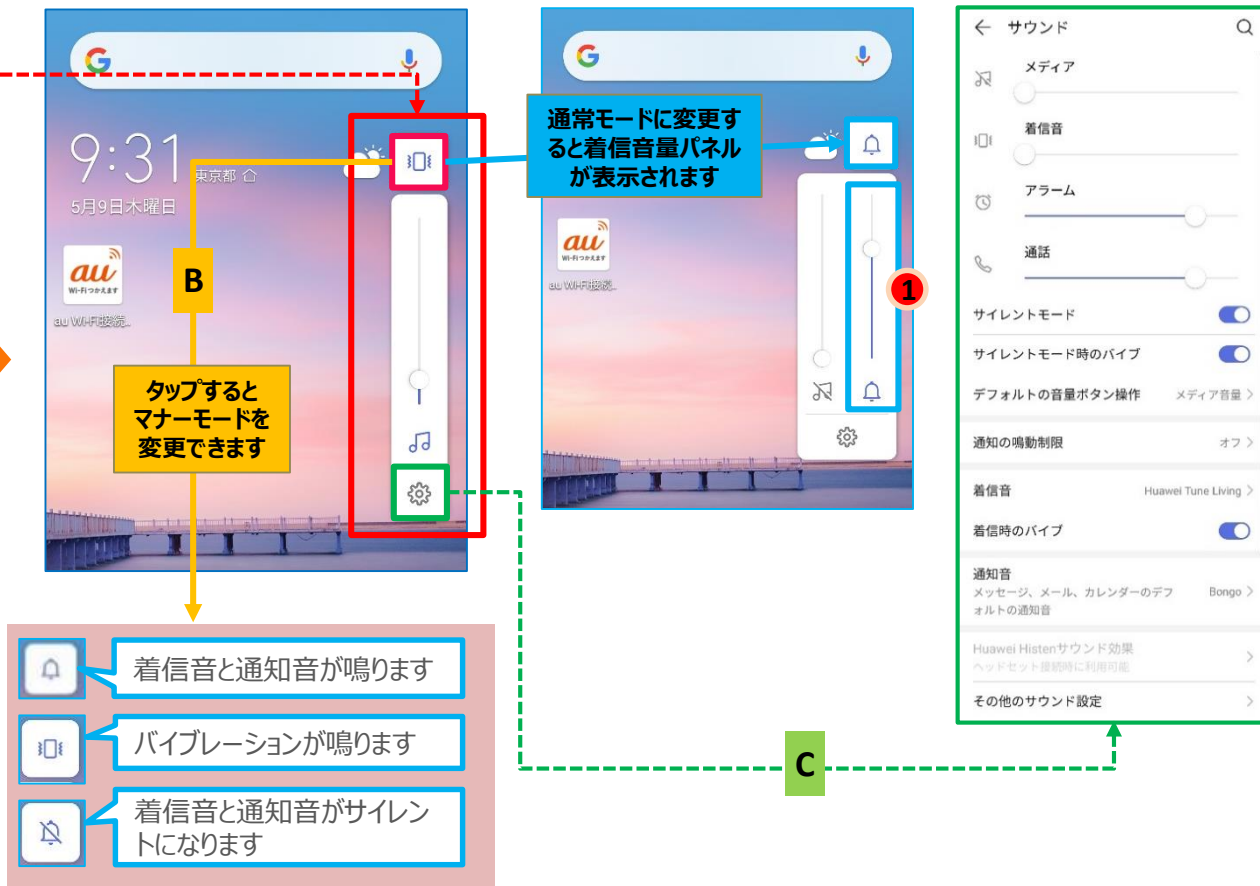 9:31
東京都
5月9日木曜日
au
Wi-Fiつかえます
au Wi-Fi接続..
B
タップすると
マナーモードを
変更できます
着信音と通知音が鳴ります
バイブレーションが鳴ります
着信音と通知音がサイレン
トになります
通常モードに変更す
ると着信音量パネル
が表示されます
au
Wi-Fiつかえます
au Wi-Fi接続..
1
C
サウンド
メディア
着信音
アラーム
通話
サイレントモード
サイレントモード時のバイブ
デフォルトの音量ボタン操作 メディア音量 >
通知の鳴動制限 オフ >
着信音 Huawei Tune Living >
着信時のバイブ
通知音
メッセージ、メール、カレンダーのデフ Bongo >
ォルトの通知音
Huawei Histenサウンド効果 >
ヘッドセット接続時に利用可能
その他のサウンド設定 >